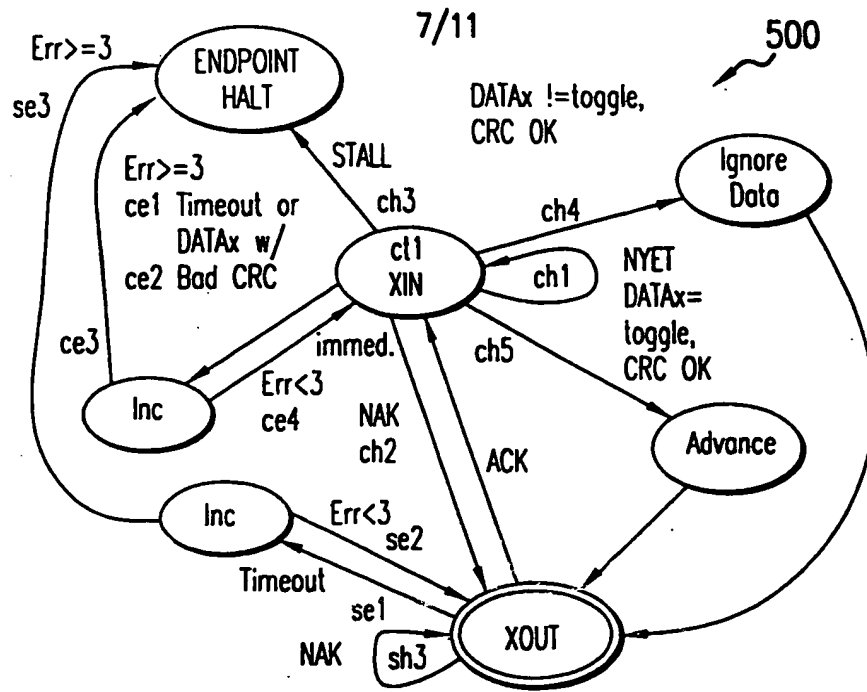 7/11
500
Err>=3
se3
ENDPOINT
HALT
DATAx !=toggle,
CRC OK
STALL
Ignore
Data
Err>=3
ce1 Timeout or
DATAx w/
ce2 Bad CRC
ch3
ch4
ct1
XIN
ch1
NYET
DATAx=
toggle,
CRC OK
ce3
immed.
ch5
Inc
Err<3
ce4
NAK
ch2
ACK
Advance
Inc
Err<3
se2
Timeout
se1
XOUT
NAK
sh3